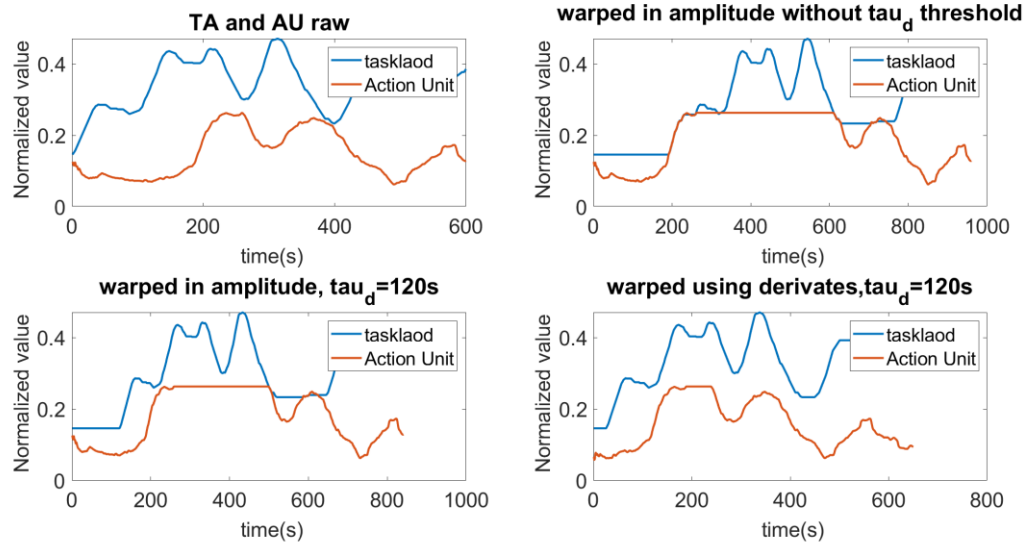 TA and AU raw
Normalized value
0.4
0.2
0
0
200
400
600
time(s)
tasklaod
Action Unit
warped in amplitude without tau_d threshold
Normalized value
0.4
0.2
0
0
200
400
600
800
1000
time(s)
tasklaod
Action Unit
warped in amplitude, tau_d=120s
Normalized value
0.4
0.2
0
0
200
400
600
800
1000
time(s)
tasklaod
Action Unit
warped using derivates,tau_d=120s
Normalized value
0.4
0.2
0
0
200
400
600
800
time(s)
tasklaod
Action Unit